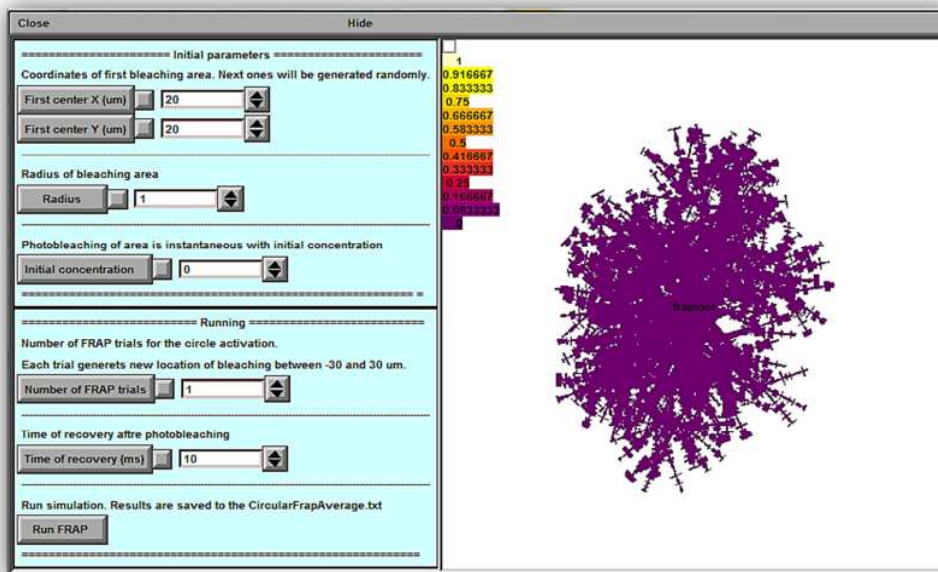 Close Hide
===================== Initial parameters =====================
Coordinates of first bleaching area. Next ones will be generated randomly.
First center X (um) 20
First center Y (um) 20
Radius of bleaching area
Radius 1
Photobleaching of area is instantaneous with initial concentration
Initial concentration 0
========================= Running =========================
Number of FRAP trials for the circle activation.
Each trial generets new location of bleaching between -30 and 30 um.
Number of FRAP trials 1
Time of recovery aftre photobleaching
Time of recovery (ms) 10
Run simulation. Results are saved to the CircularFrapAverage.txt
Run FRAP
1
0.916667
0.833333
0.75
0.666667
0.583333
0.5
0.416667
0.333333
0.25
0.166667
0.0833333
0